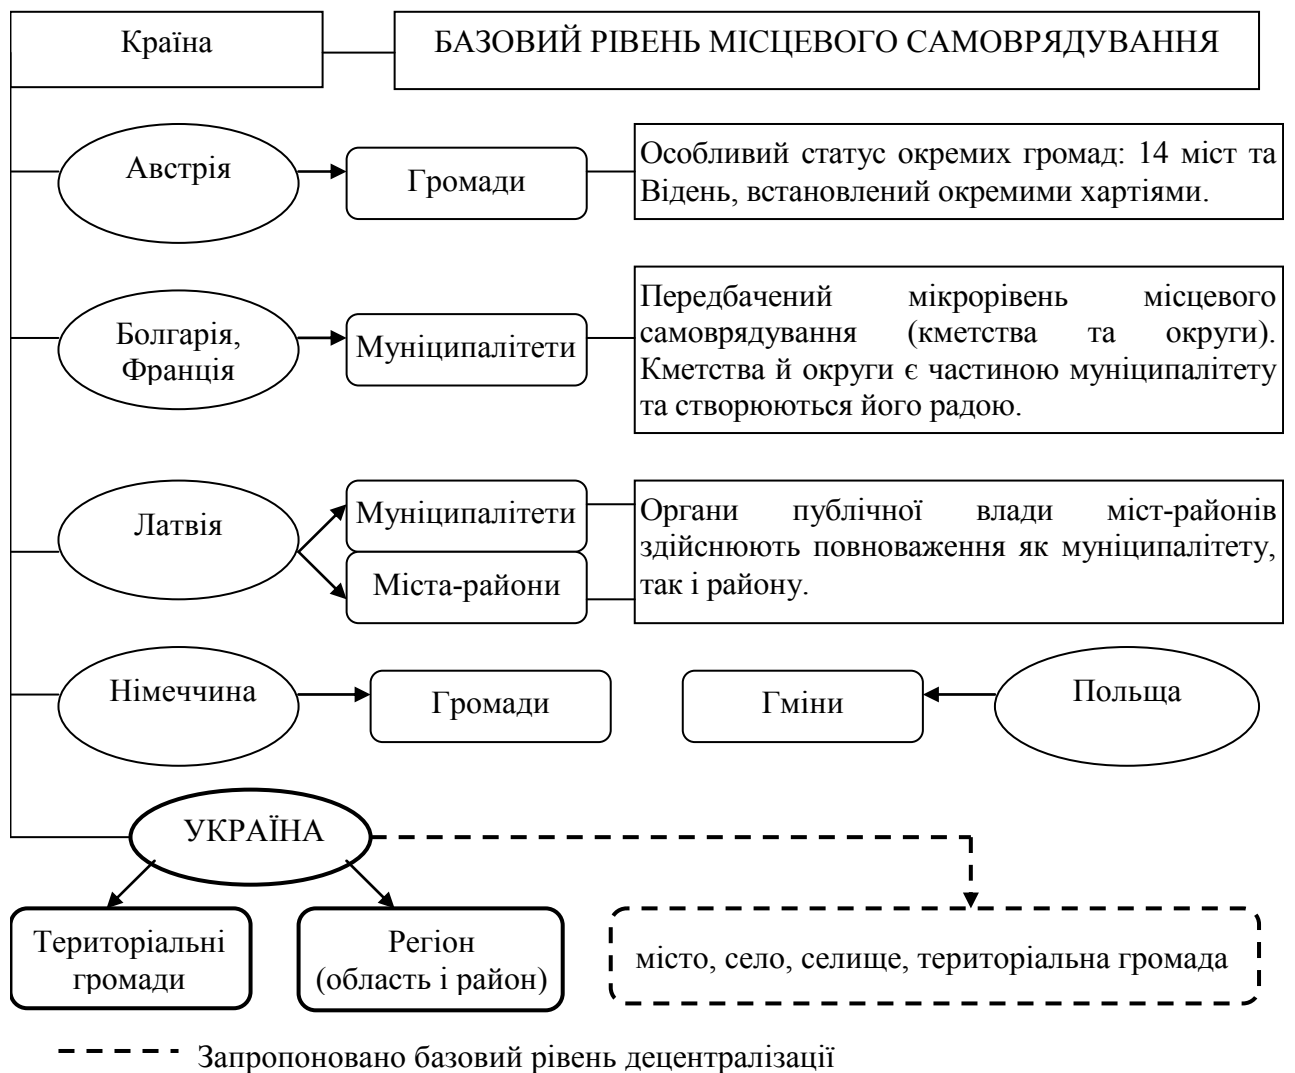 Країна
БАЗОВИЙ РІВЕНЬ МІСЦЕВОГО САМОВРЯДУВАННЯ
Австрія
Громади
Особливий статус окремих громад: 14 міст та
Відень, встановлений окремими хартіями.
Болгарія,
Франція
Муніципалітети
Передбачений мікрорівень місцевого
самоврядування (кметства та округи).
Кметства й округи є частиною муніципалітету
та створюються його радою.
Латвія
Муніципалітети
Міста-райони
Органи публічної влади міст-районів
здійснюють повноваження як муніципалітету,
так і району.
Німеччина
Громади
Гміни
Польща
УКРАЇНА
Територіальні
громади
Регіон
(область і район)
місто, село, селище, територіальна громада
Запропоновано базовий рівень децентралізації